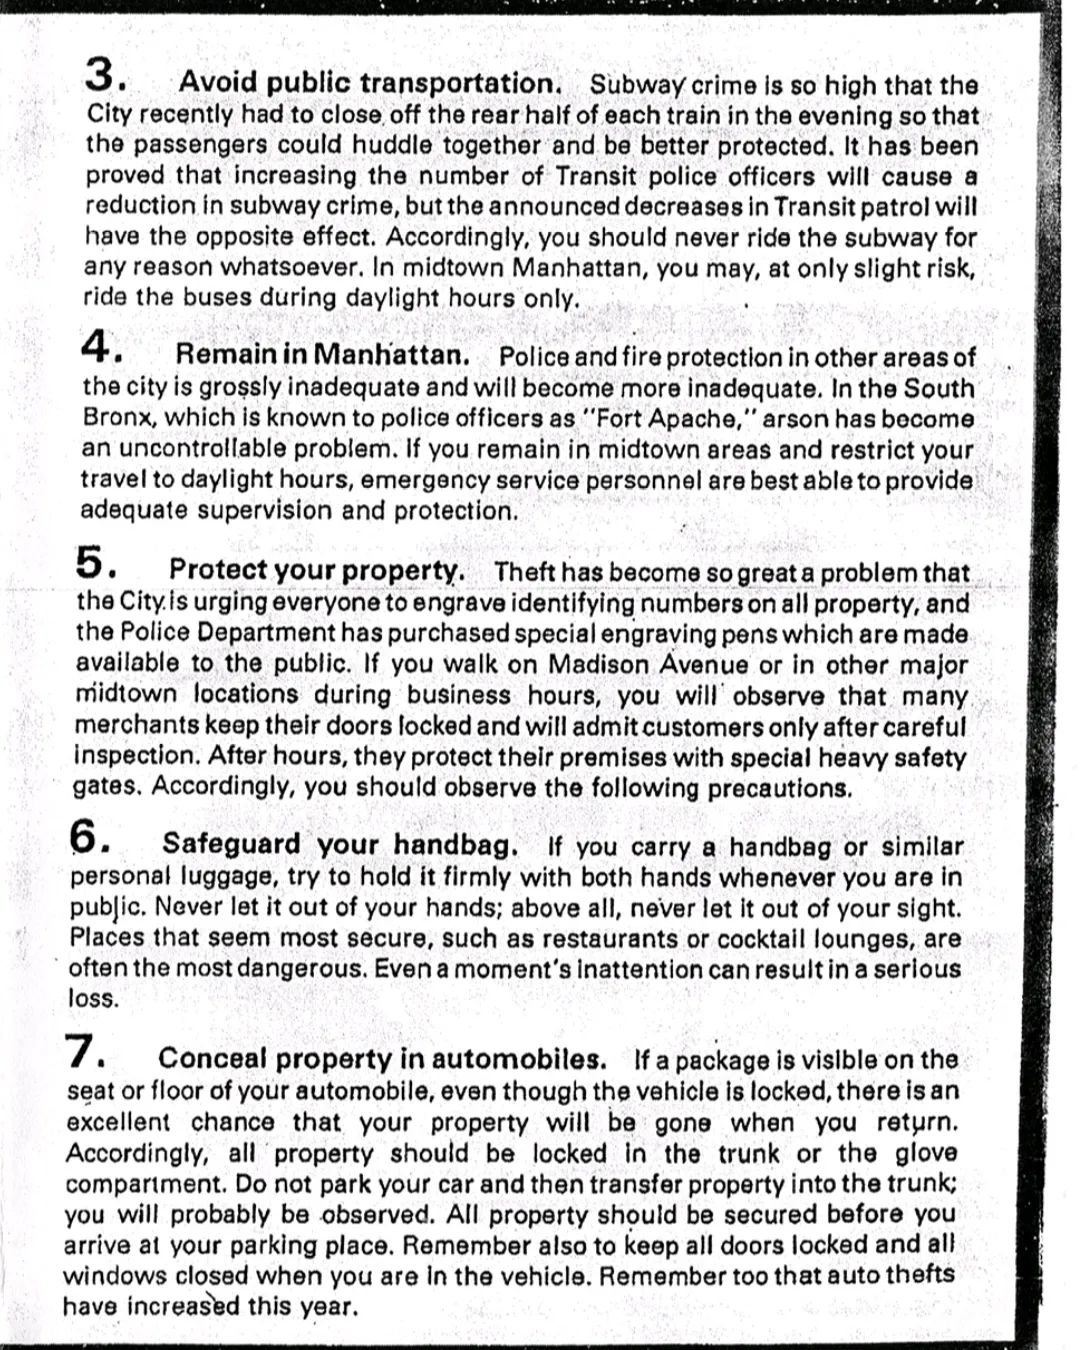 3. Avoid public transportation. Subway crime is so high that the
City recently had to close off the rear half of each train in the evening so that
the passengers could huddle together and be better protected. It has been
proved that increasing the number of Transit police officers will cause a
reduction in subway crime, but the announced decreases in Transit patrol will
have the opposite effect. Accordingly, you should never ride the subway for
any reason whatsoever. In midtown Manhattan, you may, at only slight risk,
ride the buses during daylight hours only.
4. Remain in Manhattan. Police and fire protection in other areas of
the city is grossly inadequate and will become more inadequate. In the South
Bronx, which is known to police officers as "Fort Apache," arson has become
an uncontrollable problem. If you remain in midtown areas and restrict your
travel to daylight hours, emergency service personnel are best able to provide
adequate supervision and protection.
5. Protect your property. Theft has become so great a problem that
the City is urging everyone to engrave identifying numbers on all property, and
the Police Department has purchased special engraving pens which are made
available to the public. If you walk on Madison Avenue or in other major
midtown locations during business hours, you will observe that many
merchants keep their doors locked and will admit customers only after careful
inspection. After hours, they protect their premises with special heavy safety
gates. Accordingly, you should observe the following precautions.
6. Safeguard your handbag. If you carry a handbag or similar
personal luggage, try to hold it firmly with both hands whenever you are in
public. Never let it out of your hands; above all, never let it out of your sight.
Places that seem most secure, such as restaurants or cocktail lounges, are
often the most dangerous. Even a moment's inattention can result in a serious
loss.
7. Conceal property in automobiles. If a package is visible on the
seat or floor of your automobile, even though the vehicle is locked, there is an
excellent chance that your property will be gone when you return.
Accordingly, all property should be locked in the trunk or the glove
compartment. Do not park your car and then transfer property into the trunk;
you will probably be observed. All property should be secured before you
arrive at your parking place. Remember also to keep all doors locked and all
windows closed when you are in the vehicle. Remember too that auto thefts
have increased this year.